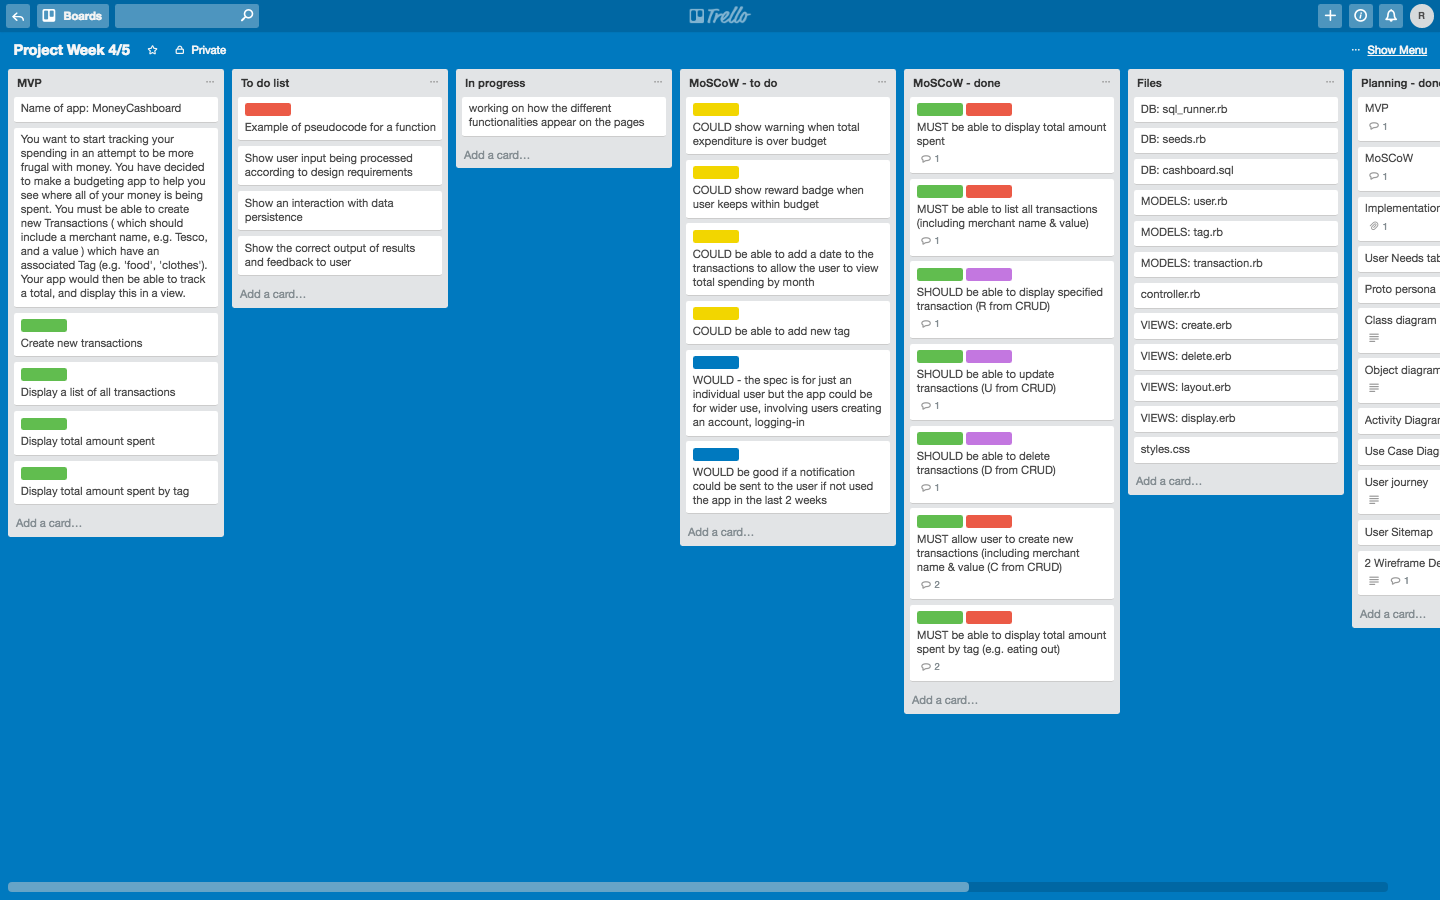 Boards
Trello
R
Project Week 4/5
Private
... Show Menu
MVP
Name of app: MoneyCashboard
You want to start tracking your
spending in an attempt to be more
frugal with money. You have decided
to make a budgeting app to help you
see where all of your money is being
spent. You must be able to create
new Transactions ( which should
include a merchant name, e.g. Tesco,
and a value ) which have an
associated Tag (e.g. 'food', 'clothes').
Your app would then be able to track
a total, and display this in a view.
Create new transactions
Display a list of all transactions
Display total amount spent
Display total amount spent by tag
Add a card...
To do list
Example of pseudocode for a function
Show user input being processed
according to design requirements
Show an interaction with data
persistence
Show the correct output of results
and feedback to user
Add a card...
In progress
working on how the different
functionalities appear on the pages
Add a card...
MoSCoW - to do
COULD show warning when total
expenditure is over budget
COULD show reward badge when
user keeps within budget
COULD be able to add a date to the
transactions to allow the user to view
total spending by month
COULD be able to add new tag
WOULD - the spec is for just an
individual user but the app could be
for wider use, involving users creating
an account, logging-in
WOULD be good if a notification
could be sent to the user if not used
the app in the last 2 weeks
Add a card...
MoSCoW - done
MUST be able to display total amount
spent
1
MUST be able to list all transactions
(including merchant name & value)
1
SHOULD be able to display specified
transaction (R from CRUD)
1
SHOULD be able to update
transactions (U from CRUD)
1
SHOULD be able to delete
transactions (D from CRUD)
1
MUST allow user to create new
transactions (including merchant
name & value (C from CRUD)
2
MUST be able to display total amount
spent by tag (e.g. eating out)
2
Add a card...
Files
DB: sql_runner.rb
DB: seeds.rb
DB: cashboard.sql
MODELS: user.rb
MODELS: tag.rb
MODELS: transaction.rb
controller.rb
VIEWS: create.erb
VIEWS: delete.erb
VIEWS: layout.erb
VIEWS: display.erb
styles.css
Add a card...
Planning - done
MVP
1
MoSCoW
1
Implementation
1
User Needs tab
Proto persona
Class diagram
Object diagram
Activity Diagram
Use Case Diag
User journey
User Sitemap
2 Wireframe De
1
Add a card...